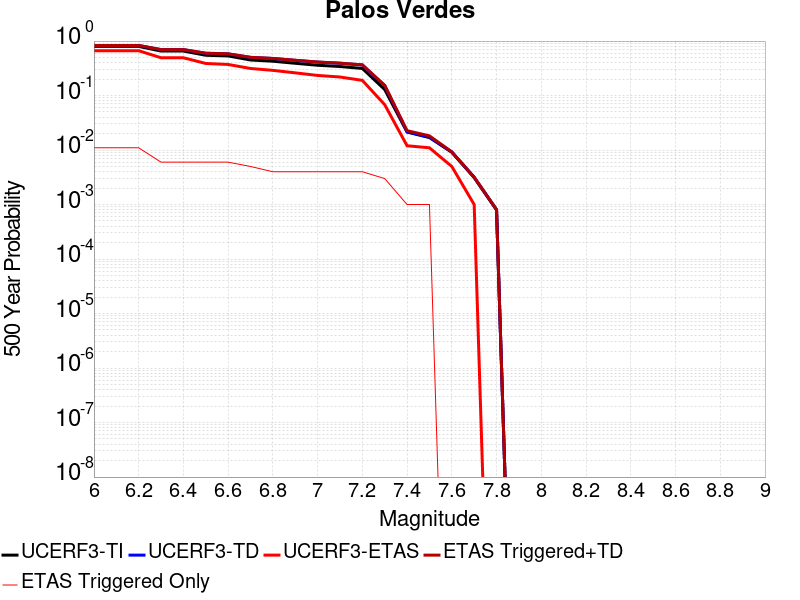 Palos Verdes
500 Year Probability
10^0
10^-1
10^-2
10^-3
10^-4
10^-5
10^-6
10^-7
10^-8
6 6.2 6.4 6.6 6.8 7 7.2 7.4 7.6 7.8 8 8.2 8.4 8.6 8.8 9
Magnitude
UCERF3-TI UCERF3-TD UCERF3-ETAS ETAS Triggered+TD
ETAS Triggered Only